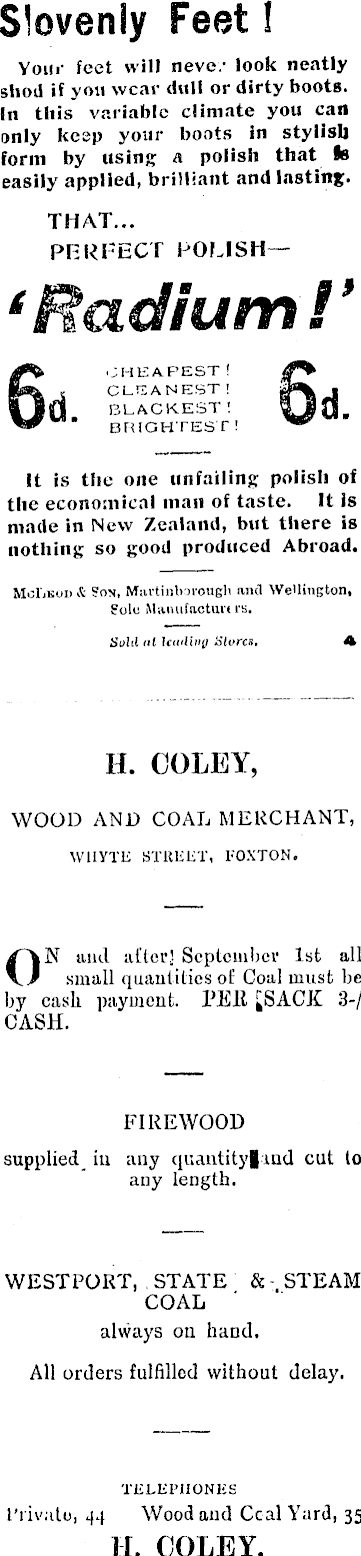 Slovenly Feet !
Your feet will never look neatly
shod if you wear dull or dirty boots.
In this variable climate you can
only keep your boots in stylish
form by using a polish that is
easily applied, brilliant and lasting.
THAT...
PERFECT POLISH—
'Radium!'
6d. CHEAPEST! 6d.
CLEANEST!
BLACKEST!
BRIGHTEST!
It is the one unfailing polish of
the economical man of taste. It is
made in New Zealand, but there is
nothing so good produced Abroad.
McLeod & Son, Martinborough and Wellington,
Sole Manufacturers.
Sold at leading Stores. 4
H. COLEY,
WOOD AND COAL MERCHANT,
WHYTE STREET, FOXTON.
ON and after September 1st all
small quantities of Coal must be
by cash payment. PER SACK 3-/
CASH.
FIREWOOD
supplied in any quantity and cut to
any length.
WESTPORT, STATE & STEAM
COAL
always on hand.
All orders fulfilled without delay.
TELEPHONES
Private, 44 Wood and Coal Yard, 35
H. COLEY.